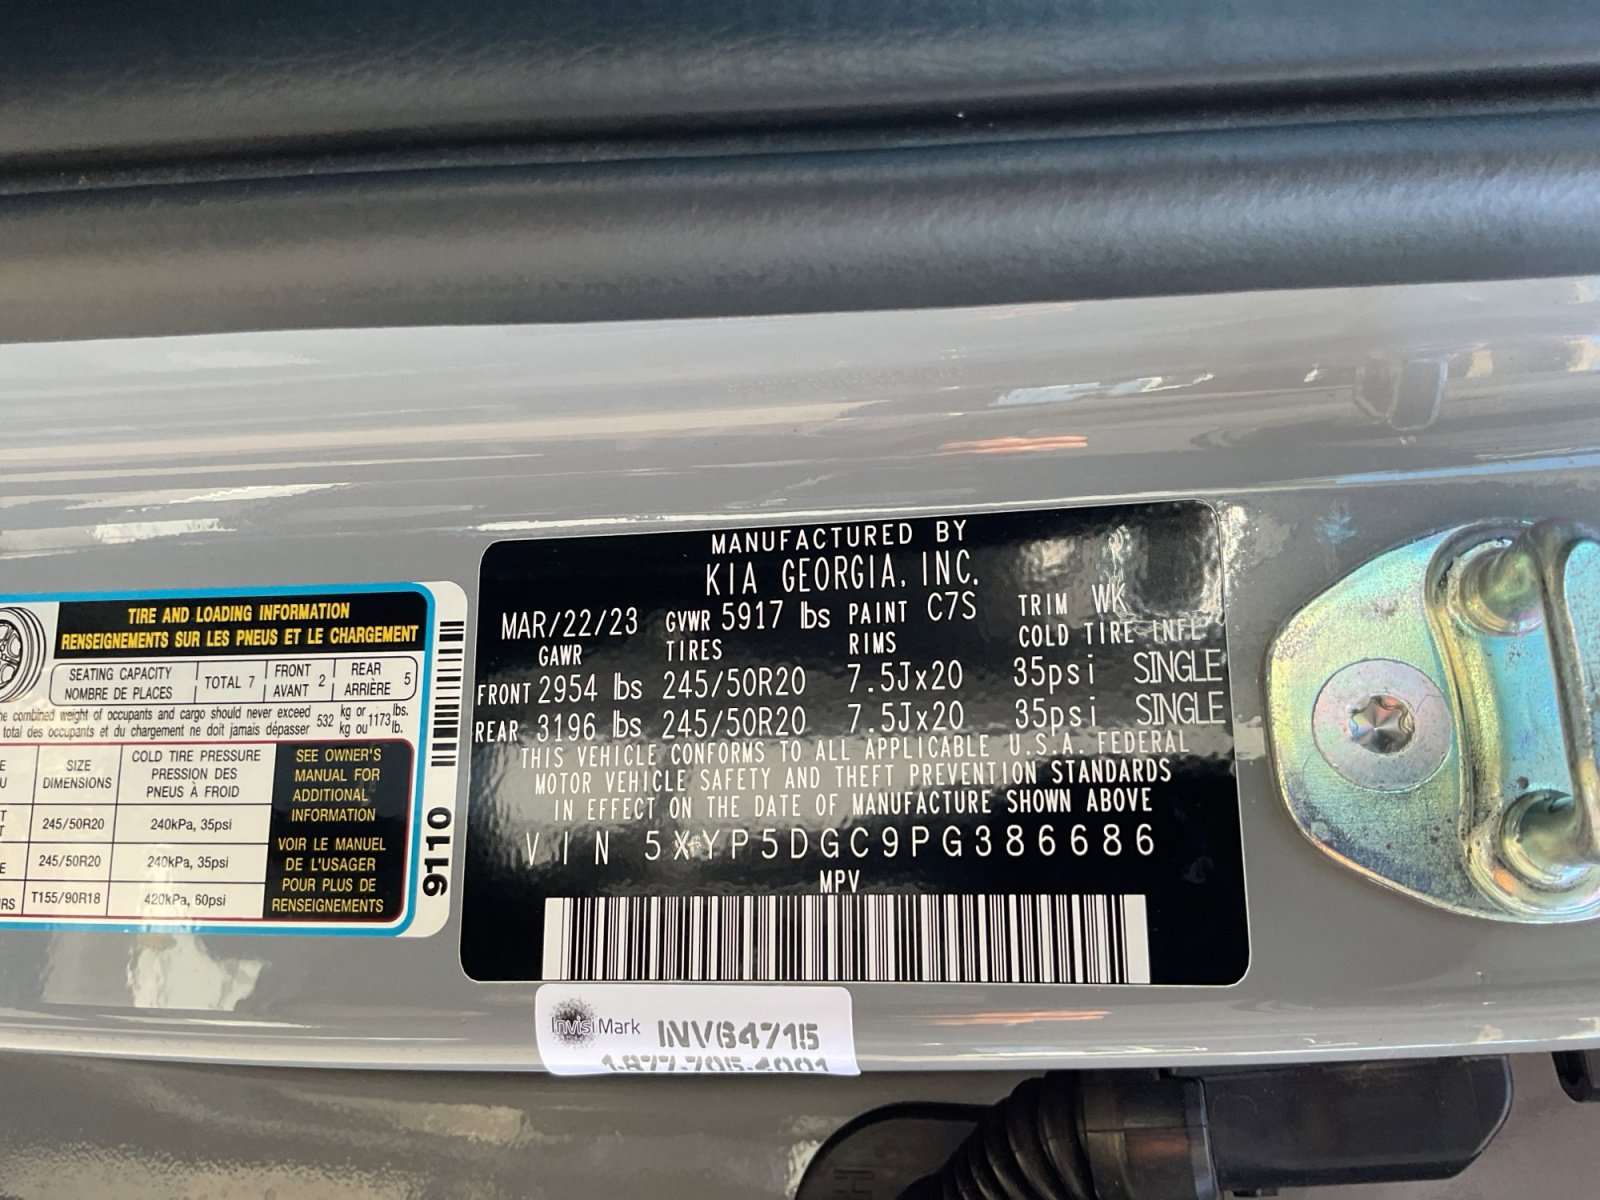 TIRE AND LOADING INFORMATION
RENSEIGNEMENTS SUR LES PNEUS ET LE CHARGEMENT
SEATING CAPACITY TOTAL 7 FRONT 2 REAR 5
NOMBRE DE PLACES AVANT ARRIÈRE
combined weight of occupants and cargo should never exceed 532 kg or 1173 lbs.
total des occupants et du chargement ne doit jamais dépasser kg ou lb.
SIZE COLD TIRE PRESSURE
DIMENSIONS PRESSION DES
PNEUS À FROID
245/50R20 240kPa, 35psi
245/50R20 240kPa, 35psi
T155/90R18 420kPa, 60psi
SEE OWNER'S
MANUAL FOR
ADDITIONAL
INFORMATION
VOIR LE MANUEL
DE L'USAGER
POUR PLUS DE
RENSEIGNEMENTS
9110
MANUFACTURED BY
KIA GEORGIA, INC.
MAR/22/23 GVWR 5917 lbs PAINT C7S TRIM WK
GAWR TIRES RIMS COLD TIRE INFL
FRONT 2954 lbs 245/50R20 7.5Jx20 35psi SINGLE
REAR 3196 lbs 245/50R20 7.5Jx20 35psi SINGLE
THIS VEHICLE CONFORMS TO ALL APPLICABLE U.S.A. FEDERAL
MOTOR VEHICLE SAFETY AND THEFT PREVENTION STANDARDS
IN EFFECT ON THE DATE OF MANUFACTURE SHOWN ABOVE
VIN 5XYP5DGC9PG386686
MPV
InvisiMark INV64715
1-877-705-4001